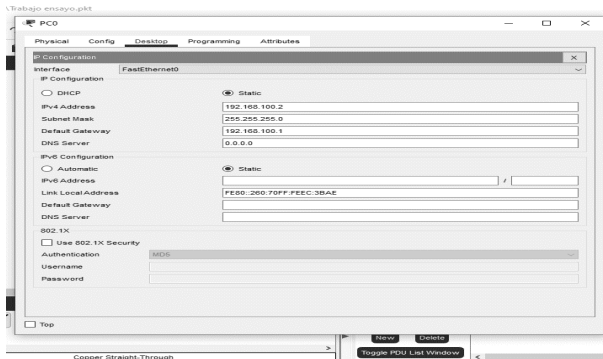 \Trabajo ensayo.pkt
PC0
Physical Config Desktop Programming Attributes
IP Configuration X
Interface FastEthernet0
IP Configuration
DHCP Static
IPv4 Address 192.168.100.2
Subnet Mask 255.255.255.0
Default Gateway 192.168.100.1
DNS Server 0.0.0.0
IPv6 Configuration
Automatic Static
IPv6 Address /
Link Local Address FE80::260:70FF:FEEC:3BAE
Default Gateway
DNS Server
802.1X
Use 802.1X Security
Authentication MD5
Username
Password
Top
New Delete
Toggle PDU List Window
Copper Straight-Through